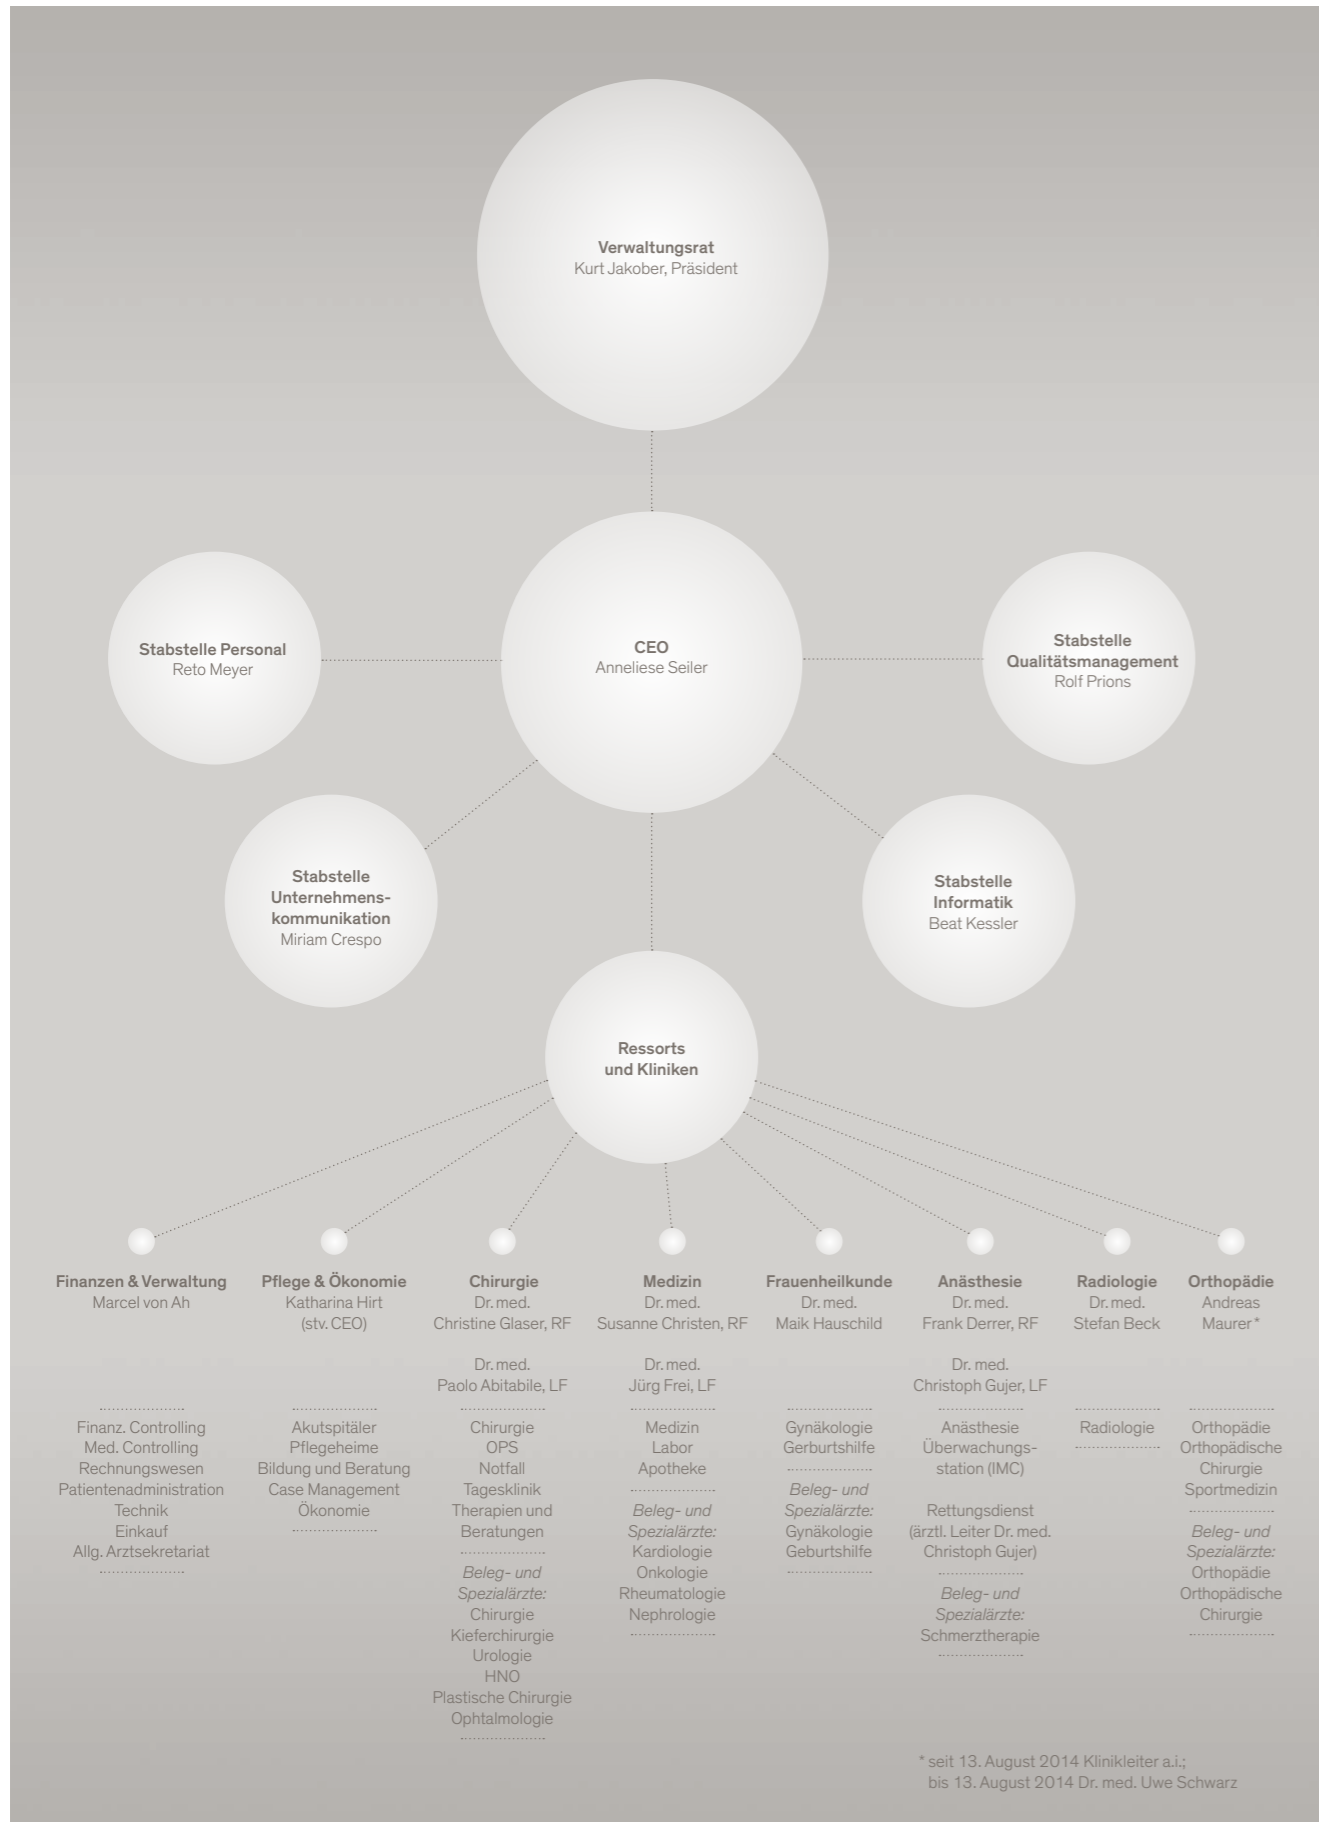 Verwaltungsrat
Kurt Jakober, Präsident
Stabstelle Personal
Reto Meyer
CEO
Anneliese Seiler
Stabstelle
Qualitätsmanagement
Rolf Prions
Stabstelle
Unternehmens-
kommunikation
Miriam Crespo
Stabstelle
Informatik
Beat Kessler
Ressorts
und Kliniken
Finanzen & Verwaltung
Marcel von Ah
Finanz. Controlling
Med. Controlling
Rechnungswesen
Patientenadministration
Technik
Einkauf
Allg. Arztsekretariat
Pflege & Ökonomie
Katharina Hirt
(stv. CEO)
Akutspitäler
Pflegeheime
Bildung und Beratung
Case Management
Ökonomie
Chirurgie
Dr. med.
Christine Glaser, RF
Dr. med.
Paolo Abitabile, LF
Chirurgie
OPS
Notfall
Tagesklinik
Therapien und
Beratungen
Beleg- und
Spezialärzte:
Chirurgie
Kieferchirurgie
Urologie
HNO
Plastische Chirurgie
Ophtalmologie
Medizin
Dr. med.
Susanne Christen, RF
Dr. med.
Jürg Frei, LF
Medizin
Labor
Apotheke
Beleg- und
Spezialärzte:
Kardiologie
Onkologie
Rheumatologie
Nephrologie
Frauenheilkunde
Dr. med.
Maik Hauschild
Gynäkologie
Gerburtshilfe
Beleg- und
Spezialärzte:
Gynäkologie
Geburtshilfe
Anästhesie
Dr. med.
Frank Derrer, RF
Dr. med.
Christoph Gujer, LF
Anästhesie
Überwachungs-
station (IMC)
Rettungsdienst
(ärztl. Leiter Dr. med.
Christoph Gujer)
Beleg- und
Spezialärzte:
Schmerztherapie
Radiologie
Dr. med.
Stefan Beck
Radiologie
Orthopädie
Andreas
Maurer *
Orthopädie
Orthopädische
Chirurgie
Sportmedizin
Beleg- und
Spezialärzte:
Orthopädie
Orthopädische
Chirurgie
* seit 13. August 2014 Klinikleiter a.i.;
bis 13. August 2014 Dr. med. Uwe Schwarz